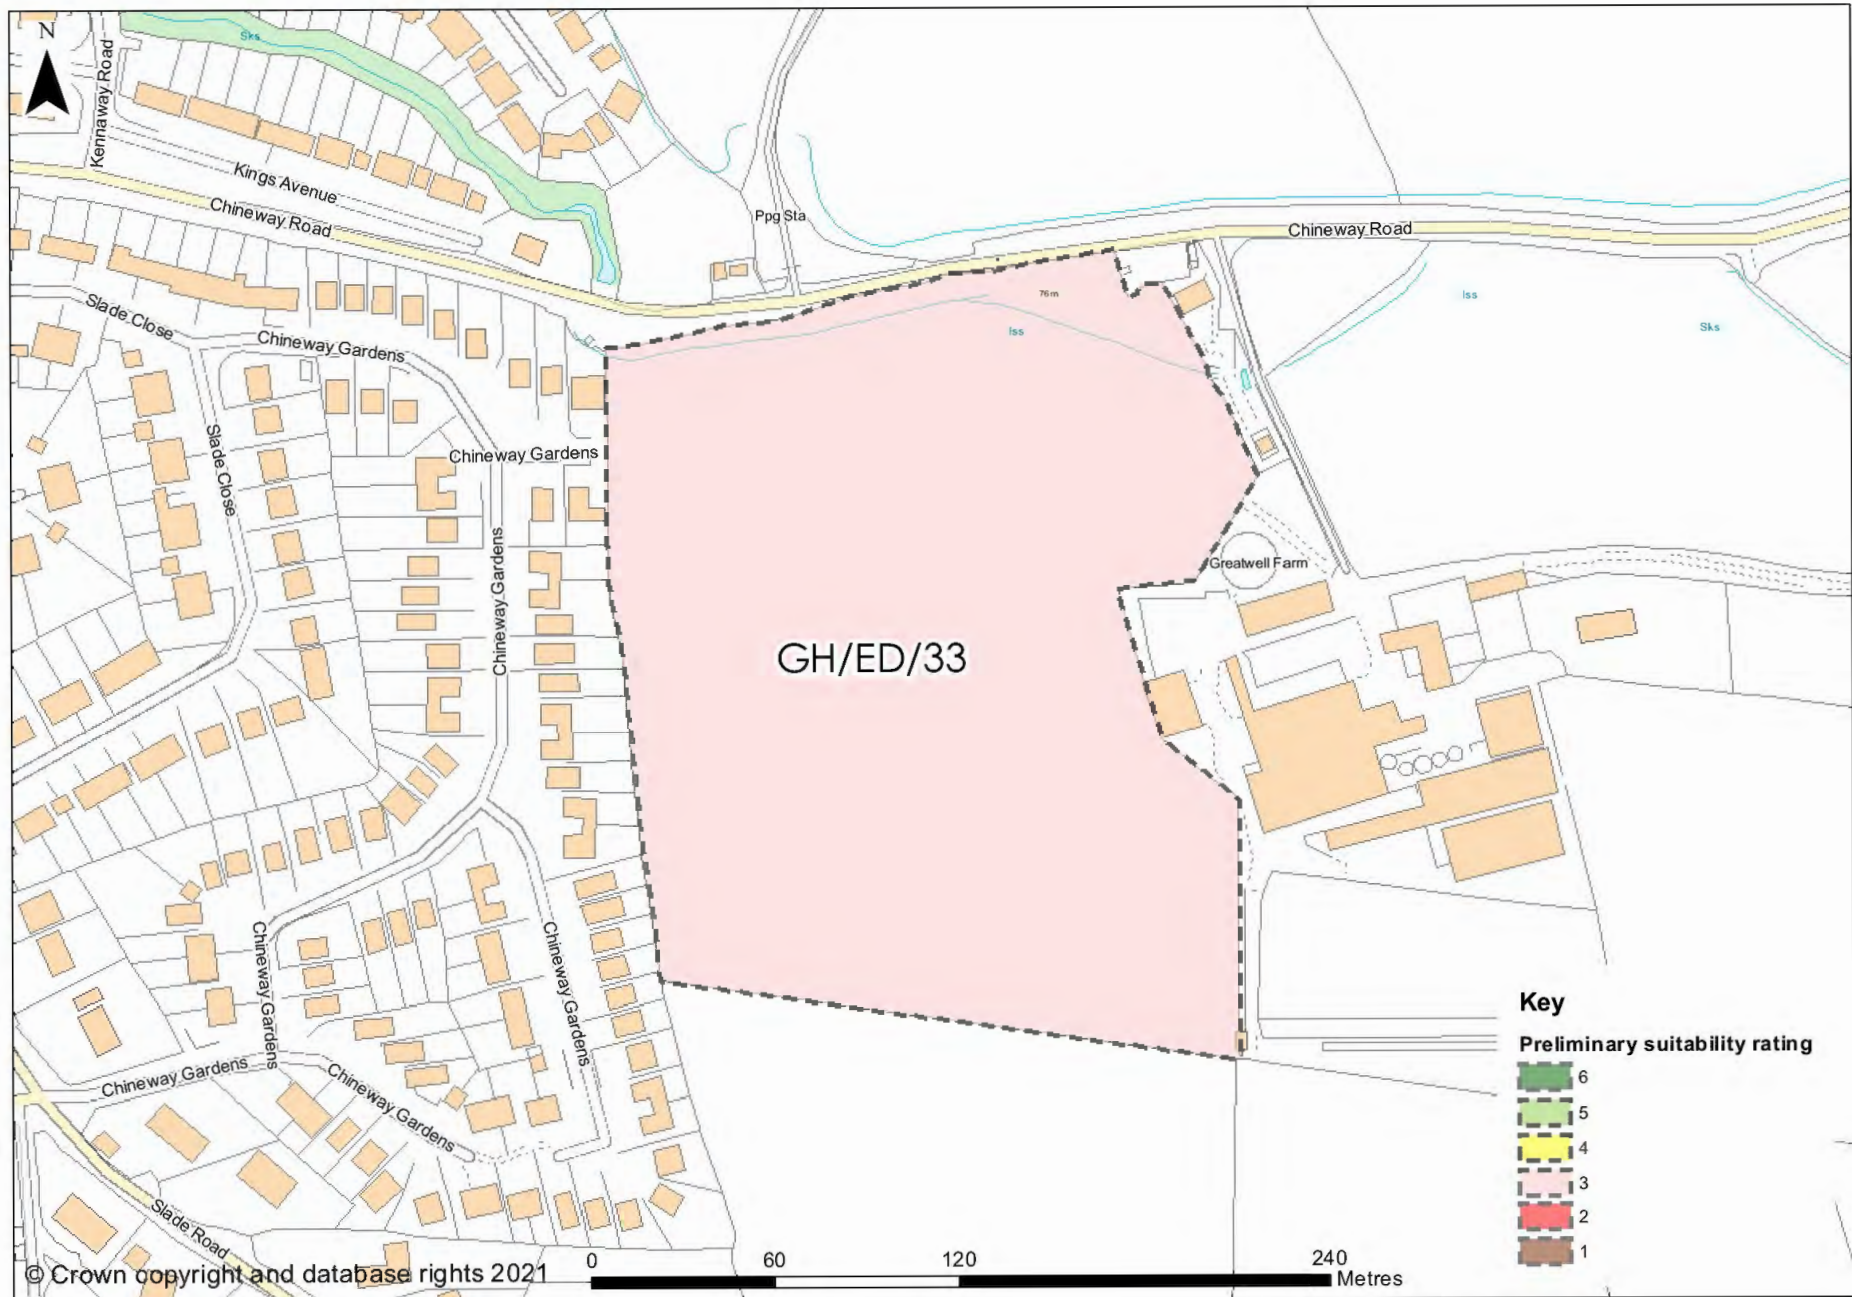 N
Sks
Kennaway Road
Kings Avenue
Chineway Road
Ppg Sta
Chineway Road
Slade Close
Chineway Gardens
76m
Iss
Iss
Sks
Slade Close
Chineway Gardens
Chineway Gardens
Greatwell Farm
GH/ED/33
Chineway Gardens
Chineway Gardens
Chineway Gardens
Chineway Gardens
Slade Road
Key
Preliminary suitability rating
6
5
4
3
2
1
0 60 120 240
Metres
© Crown copyright and database rights 2021